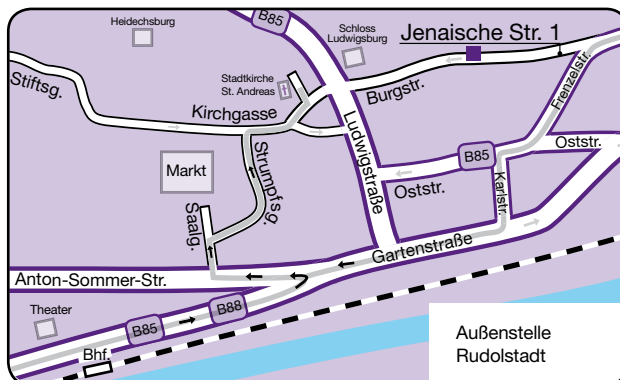 B85
Heidechsburg
Schloss
Ludwigsburg
Jenaische Str. 1
Stiftsg.
Stadtkirche
St. Andreas
Kirchgasse
Burgstr.
Frenzelstr.
Ludwigstraße
Markt
Strumpfsg.
B85
Oststr.
Oststr.
Karlstr.
Saalg.
Gartenstraße
Anton-Sommer-Str.
Theater
B85
B88
Bhf.
Außenstelle
Rudolstadt